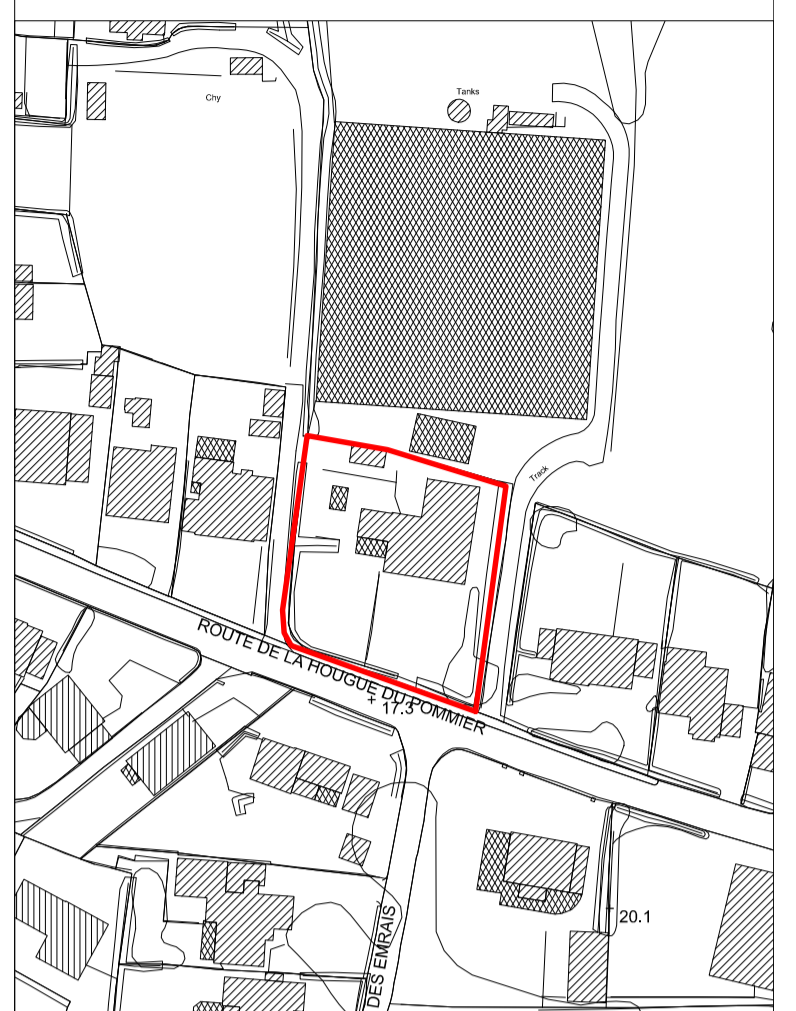 Tanks
Chy
Track
ROUTE DE LA HOUGUE DU POMMIER
+ 17.3
20.1
DES EMRAIS